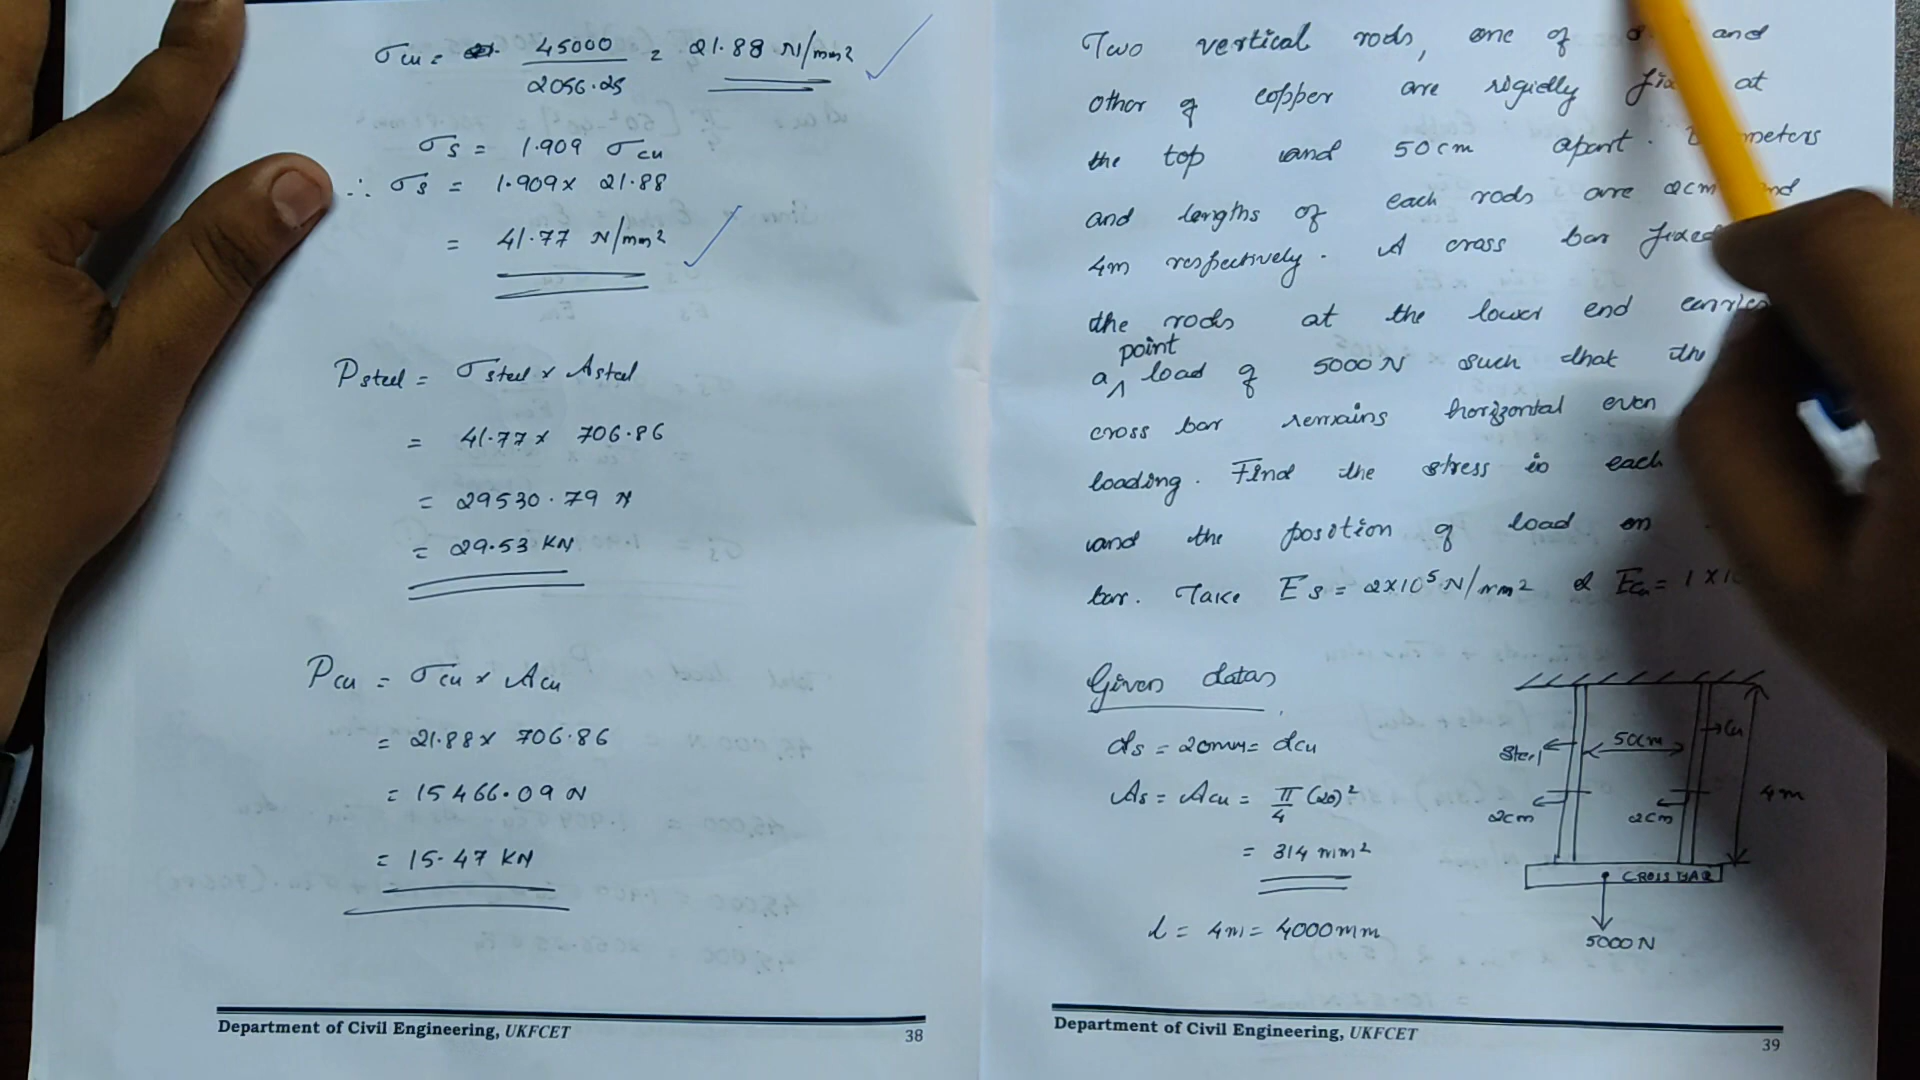 σcu = 45000 / 2056.25 = 21.88 N/mm2
σs = 1.909 σcu
∴ σs = 1.909 x 21.88
= 41.77 N/mm2
Psteel = σsteel x Asteel
= 41.77 x 706.86
= 29530.79 N
= 29.53 KN
Pcu = σcu x Acu
= 21.88 x 706.86
= 15466.09 N
= 15.47 KN
Department of Civil Engineering, UKFCET 38
Two vertical rods, one of and
other of copper are rigidly at
the top and 50cm apart.
and lengths of each rods are 2cm
4m respectively. A cross bar fixed
the rods at the lower end
a point load of 5000 N such that the
cross bar remains horizontal even
loading. Find the stress in each
and the position of load on
bar. Take Es = 2x10^5 N/mm2 &
Given datas
ds = 20mm = dcu
As = Acu = π/4 (20)^2
= 314 mm2
l = 4m = 4000mm
Steel
50cm
Cu
2cm
2cm
4m
CROSS BAR
5000 N
Department of Civil Engineering, UKFCET 39